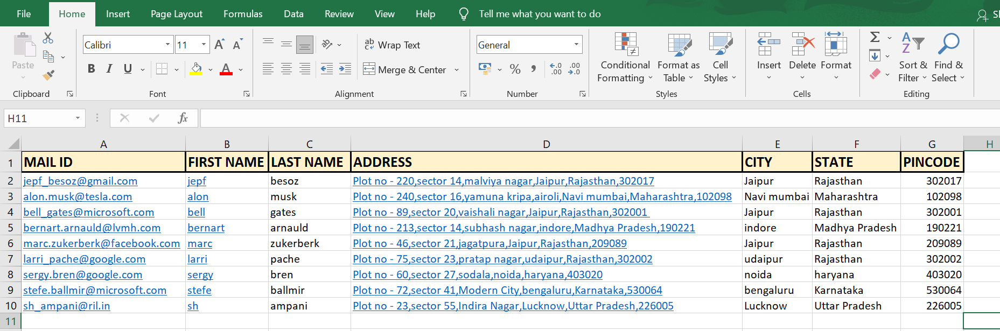 File Home Insert Page Layout Formulas Data Review View Help Tell me what you want to do
Calibri 11 A A ab Wrap Text General
Paste B I U A Merge & Center % , Conditional Formatting Format as Table Cell Styles Insert Delete Format Sort & Filter Find & Select
Clipboard Font Alignment Number Styles Cells Editing
H11 fx
A B C D E F G H
1 MAIL ID FIRST NAME LAST NAME ADDRESS CITY STATE PINCODE
2 jepf_besoz@gmail.com jepf besoz Plot no - 220,sector 14,malviya nagar,Jaipur,Rajasthan,302017 Jaipur Rajasthan 302017
3 alon.musk@tesla.com alon musk Plot no - 240,sector 16,yamuna kripa,airoli,Navi mumbai,Maharashtra,102098 Navi mumbai Maharashtra 102098
4 bell_gates@microsoft.com bell gates Plot no - 89,sector 20,vaishali nagar,Jaipur,Rajasthan,302001 Jaipur Rajasthan 302001
5 bernart.arnauld@lvmh.com bernart arnauld Plot no - 213,sector 14,subhash nagar,indore,Madhya Pradesh,190221 indore Madhya Pradesh 190221
6 marc.zukerberk@facebook.com marc zukerberk Plot no - 46,sector 21,jagatpura,Jaipur,Rajasthan,209089 Jaipur Rajasthan 209089
7 larri_pache@google.com larri pache Plot no - 75,sector 23,pratap nagar,udaipur,Rajasthan,302002 udaipur Rajasthan 302002
8 sergy.bren@google.com sergy bren Plot no - 60,sector 27,sodala,noida,haryana,403020 noida haryana 403020
9 stefe.ballmir@microsoft.com stefe ballmir Plot no - 72,sector 41,Modern City,bengaluru,Karnataka,530064 bengaluru Karnataka 530064
10 sh_ampani@ril.in sh ampani Plot no - 23,sector 55,Indira Nagar,Lucknow,Uttar Pradesh,226005 Lucknow Uttar Pradesh 226005
11